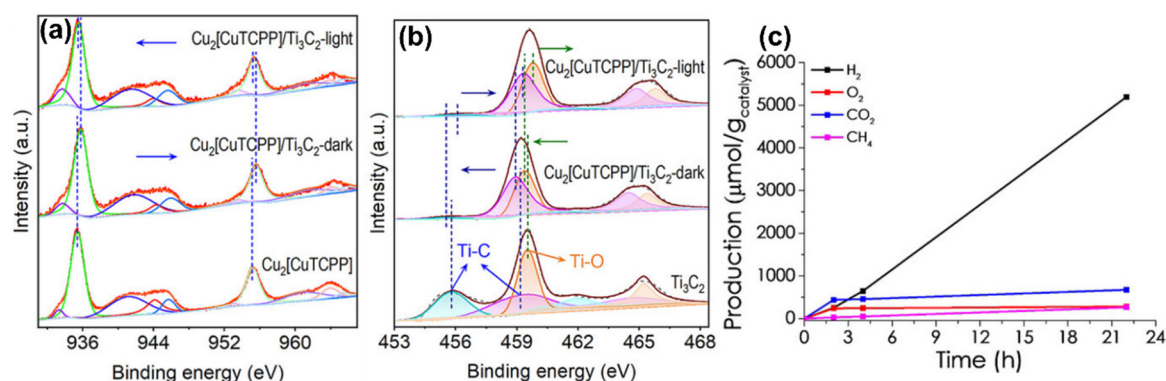 (a)
Cu₂[CuTCPP]/Ti₃C₂-light
Cu₂[CuTCPP]/Ti₃C₂-dark
Cu₂[CuTCPP]
Intensity (a.u.)
936 944 952 960
Binding energy (eV)
(b)
Cu₂[CuTCPP]/Ti₃C₂-light
Cu₂[CuTCPP]/Ti₃C₂-dark
Ti-C
Ti-O
Ti₃C₂
Intensity (a.u.)
453 456 459 462 465 468
Binding energy (eV)
(c)
H₂
O₂
CO₂
CH₄
Production (μmol/g_catalyst)
6000
5000
4000
3000
2000
1000
500
0
0 3 6 9 12 15 18 21 24
Time (h)